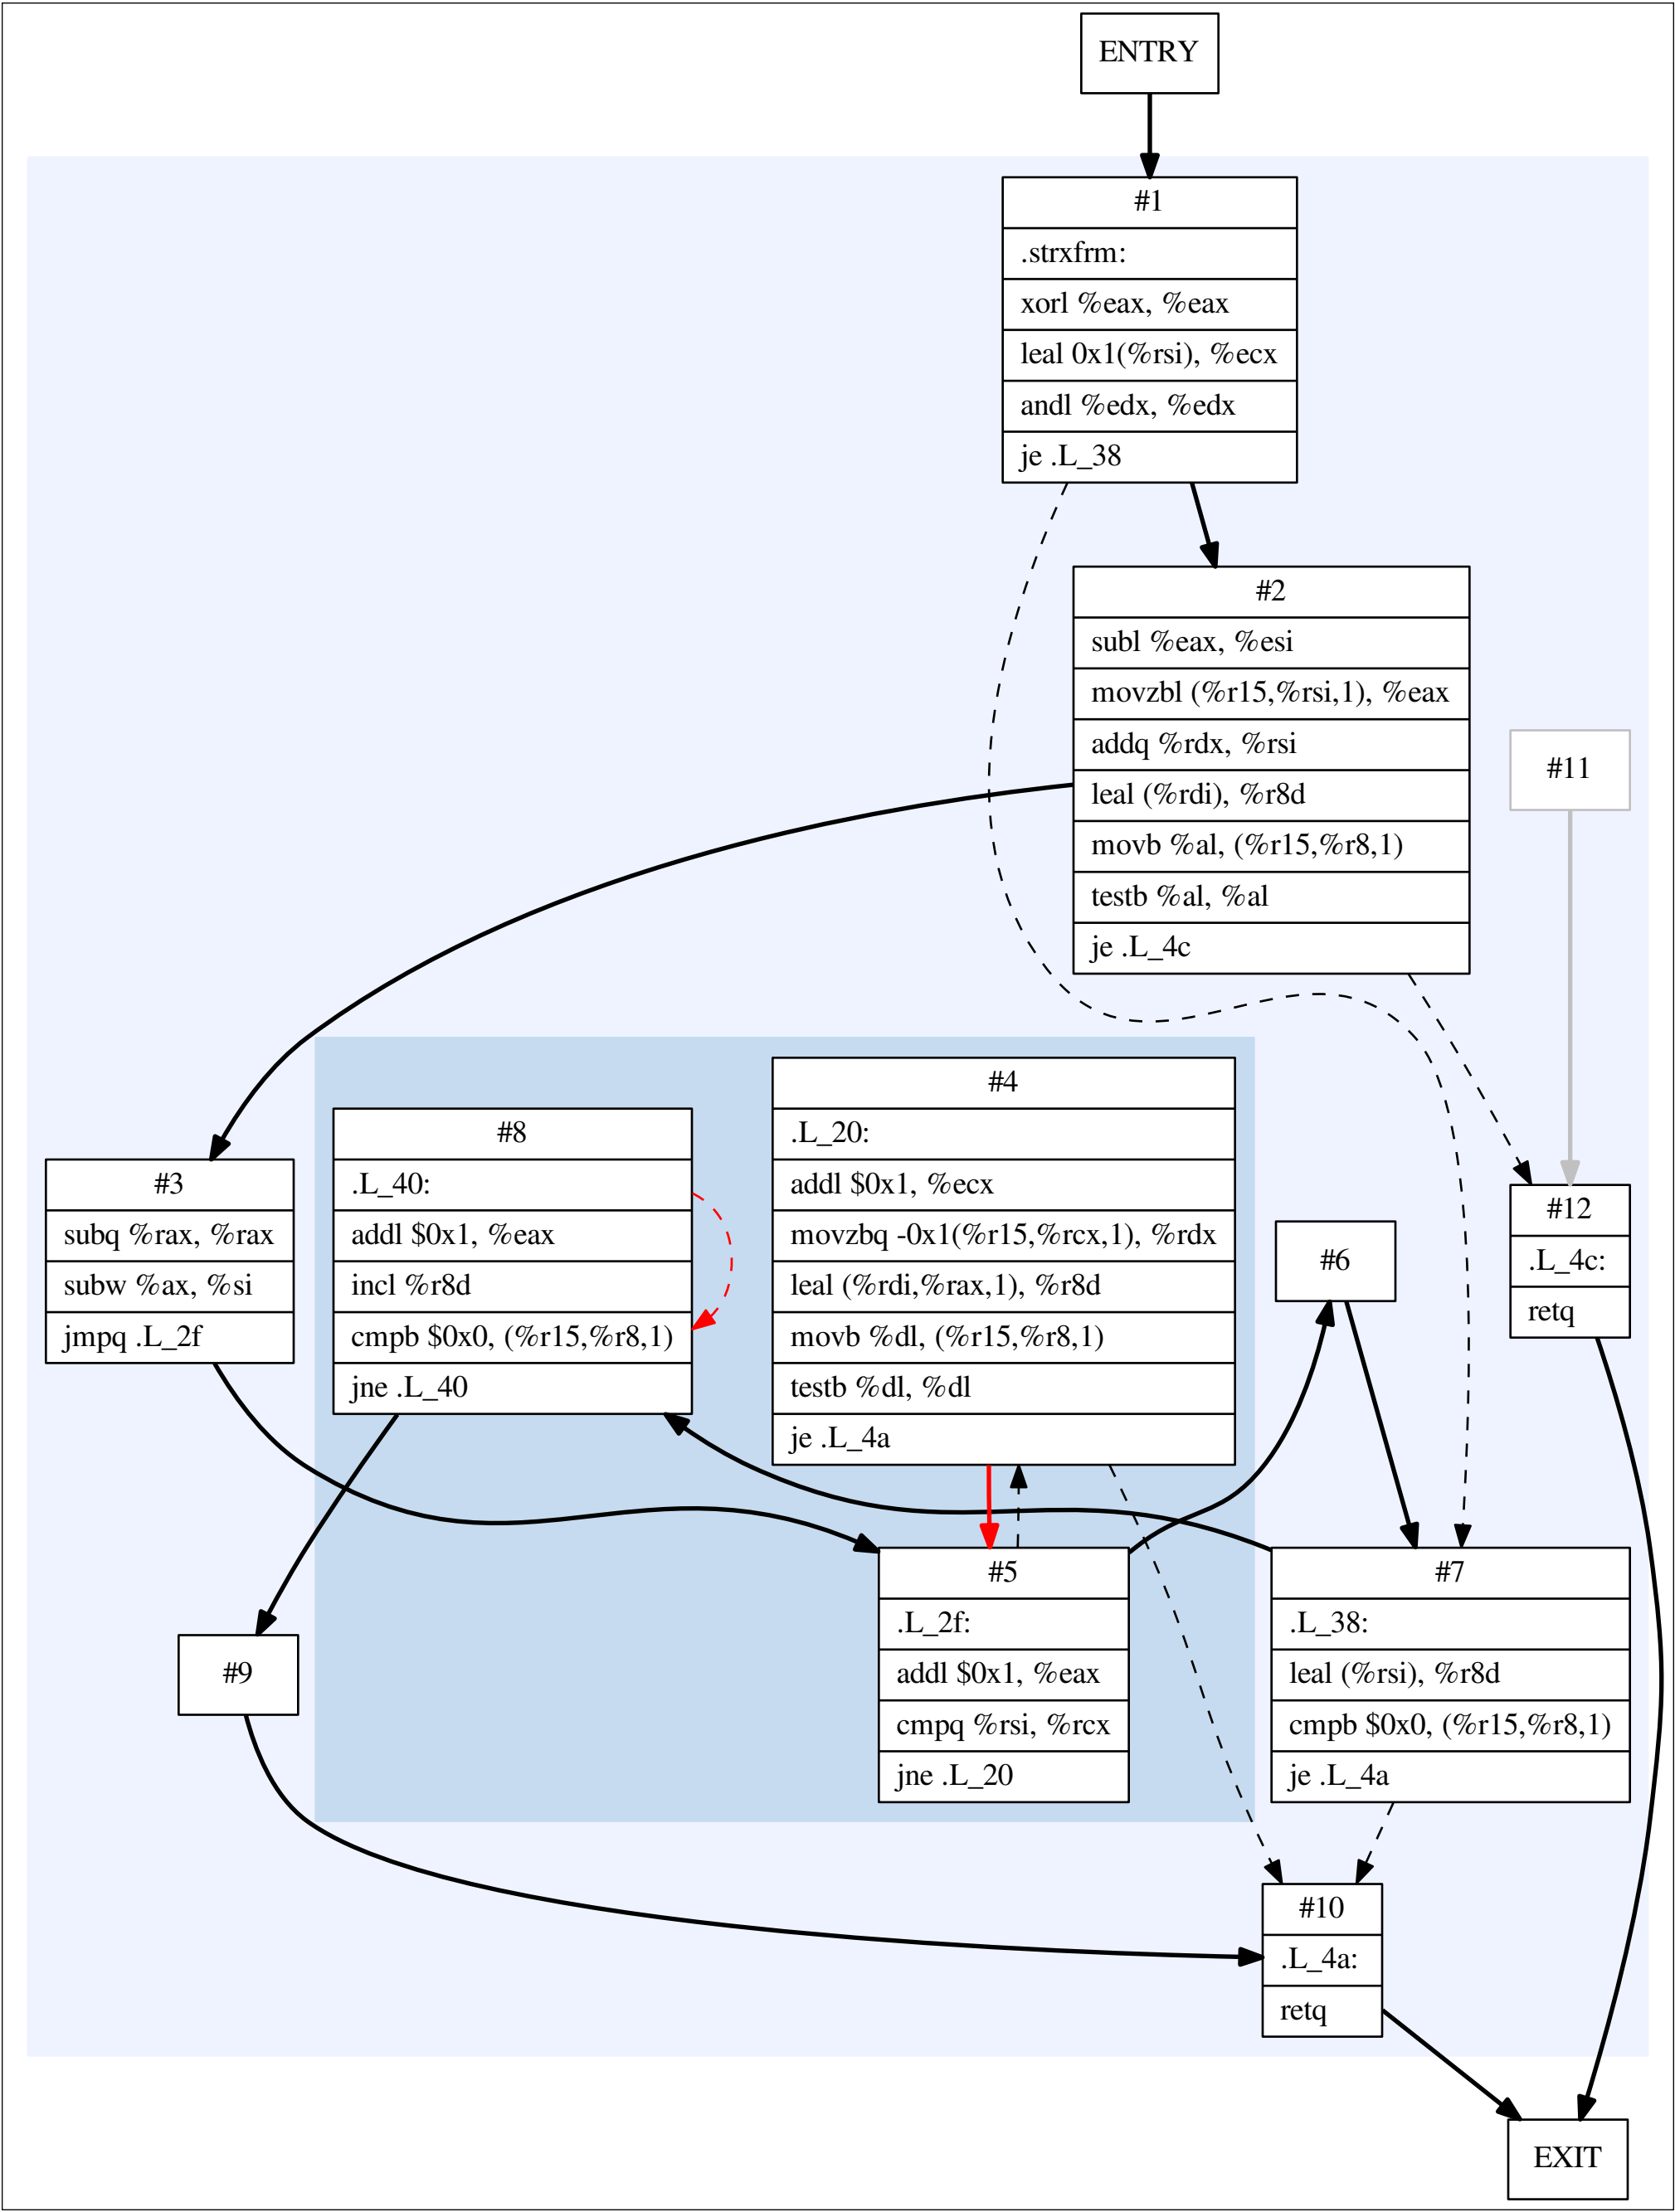 ENTRY
#1
.strxfrm:
xorl %eax, %eax
leal 0x1(%rsi), %ecx
andl %edx, %edx
je .L_38
#2
subl %eax, %esi
movzbl (%r15,%rsi,1), %eax
addq %rdx, %rsi
leal (%rdi), %r8d
movb %al, (%r15,%r8,1)
testb %al, %al
je .L_4c
#11
#3
subq %rax, %rax
subw %ax, %si
jmpq .L_2f
#8
.L_40:
addl $0x1, %eax
incl %r8d
cmpb $0x0, (%r15,%r8,1)
jne .L_40
#4
.L_20:
addl $0x1, %ecx
movzbq -0x1(%r15,%rcx,1), %rdx
leal (%rdi,%rax,1), %r8d
movb %dl, (%r15,%r8,1)
testb %dl, %dl
je .L_4a
#6
#12
.L_4c:
retq
#9
#5
.L_2f:
addl $0x1, %eax
cmpq %rsi, %rcx
jne .L_20
#7
.L_38:
leal (%rsi), %r8d
cmpb $0x0, (%r15,%r8,1)
je .L_4a
#10
.L_4a:
retq
EXIT